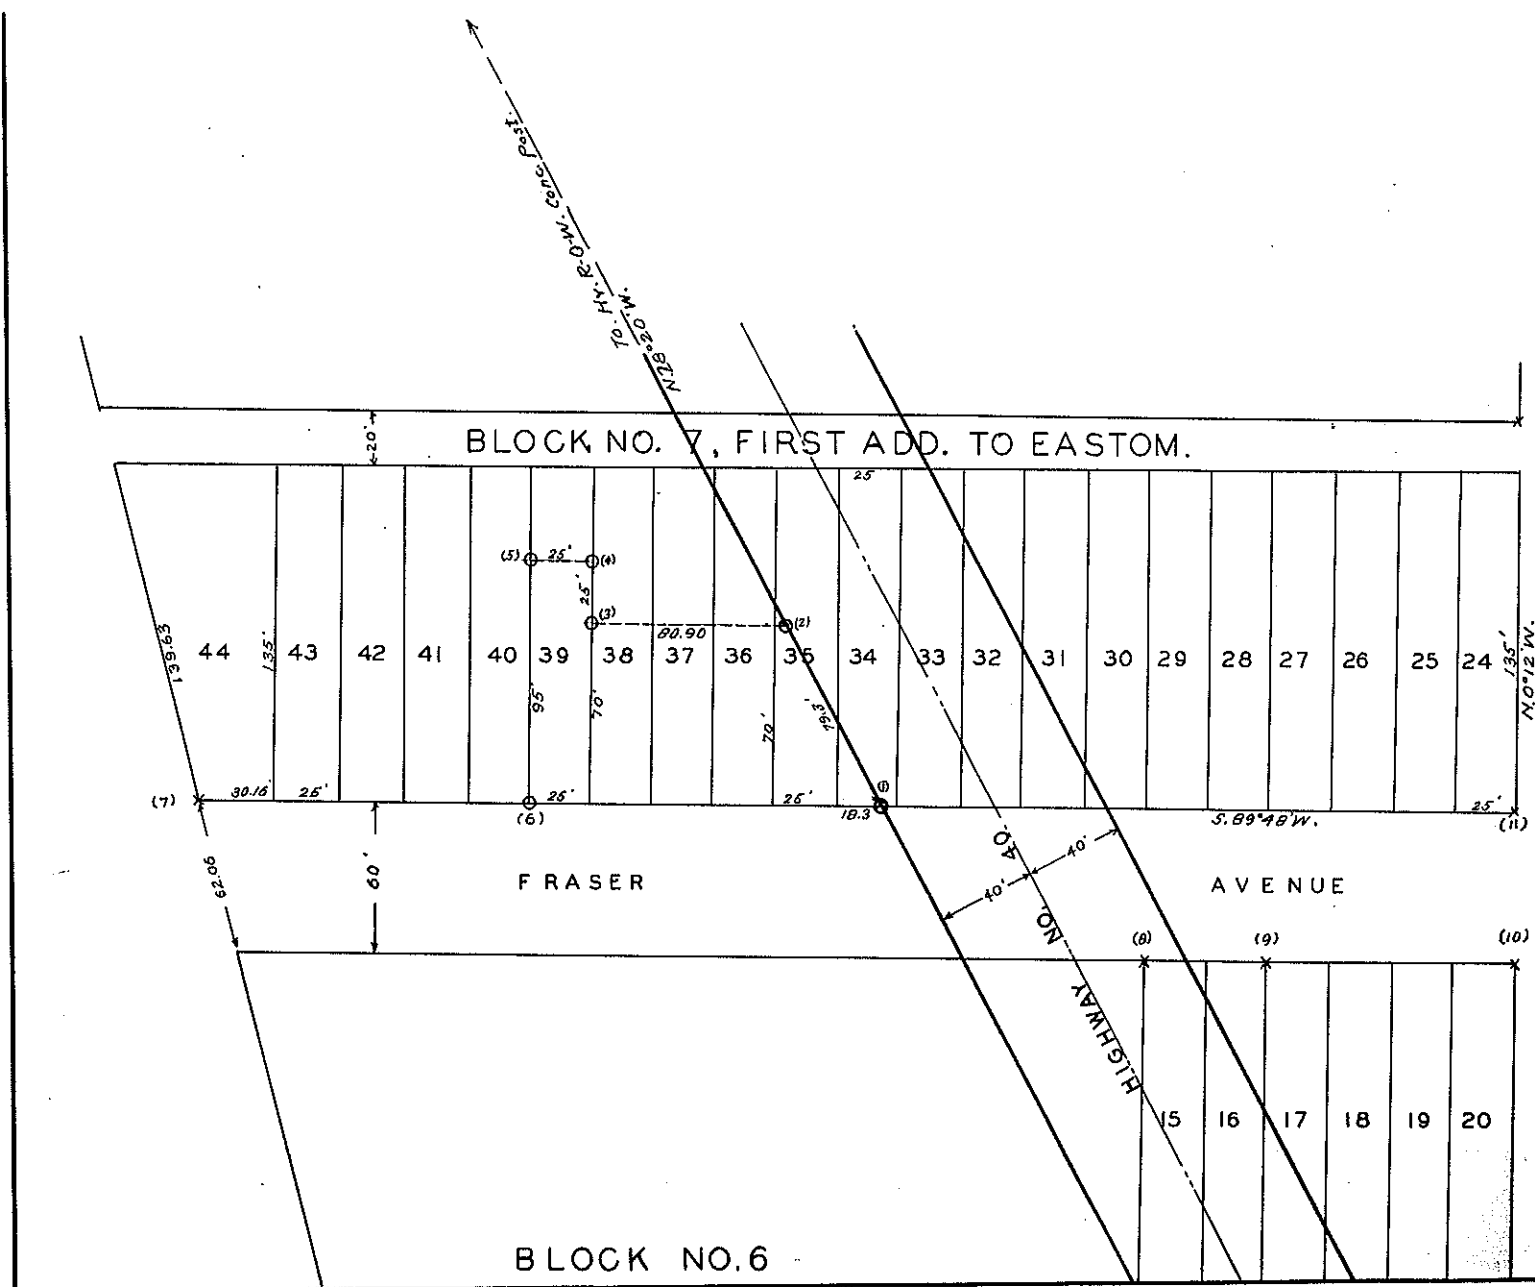 To. Hy. R-O-W. Conc. Post.
N.28°20'W.
20'
BLOCK NO. 7, FIRST ADD. TO EASTOM.
25
(5) 25' (4)
25'
(3) 80.90 (2)
139.63 44 135' 43 42 41 40 39 38 37 36 35 34 33 32 31 30 29 28 27 26 25 24 135' N.0°12'W.
95' 70' 70' 79.3'
(7) 30.16' 25' (6) 25' 25' 18.3 (1) S.89°48'W. 25' (11)
62.06 60' FRASER AVENUE
40' 40'
HIGHWAY NO. 40.
(8) (9) (10)
15 16 17 18 19 20
BLOCK NO. 6